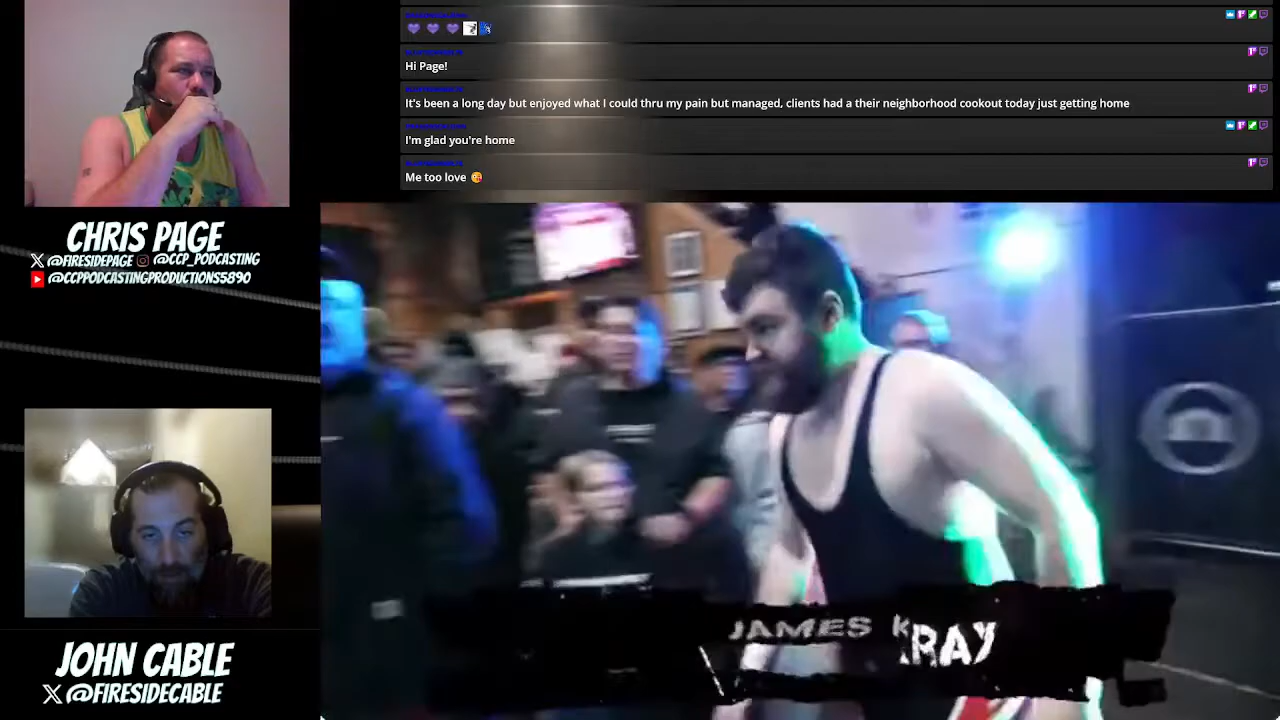 Hi Page!
It's been a long day but enjoyed what I could thru my pain but managed, clients had a their neighborhood cookout today just getting home
I'm glad you're home
Me too love
CHRIS PAGE
@FIRESIDEPAGE @CCP_PODCASTING
@CCPPODCASTINGPRODUCTIONS5890
JAMES KRAY
JOHN CABLE
@FIRESIDECABLE